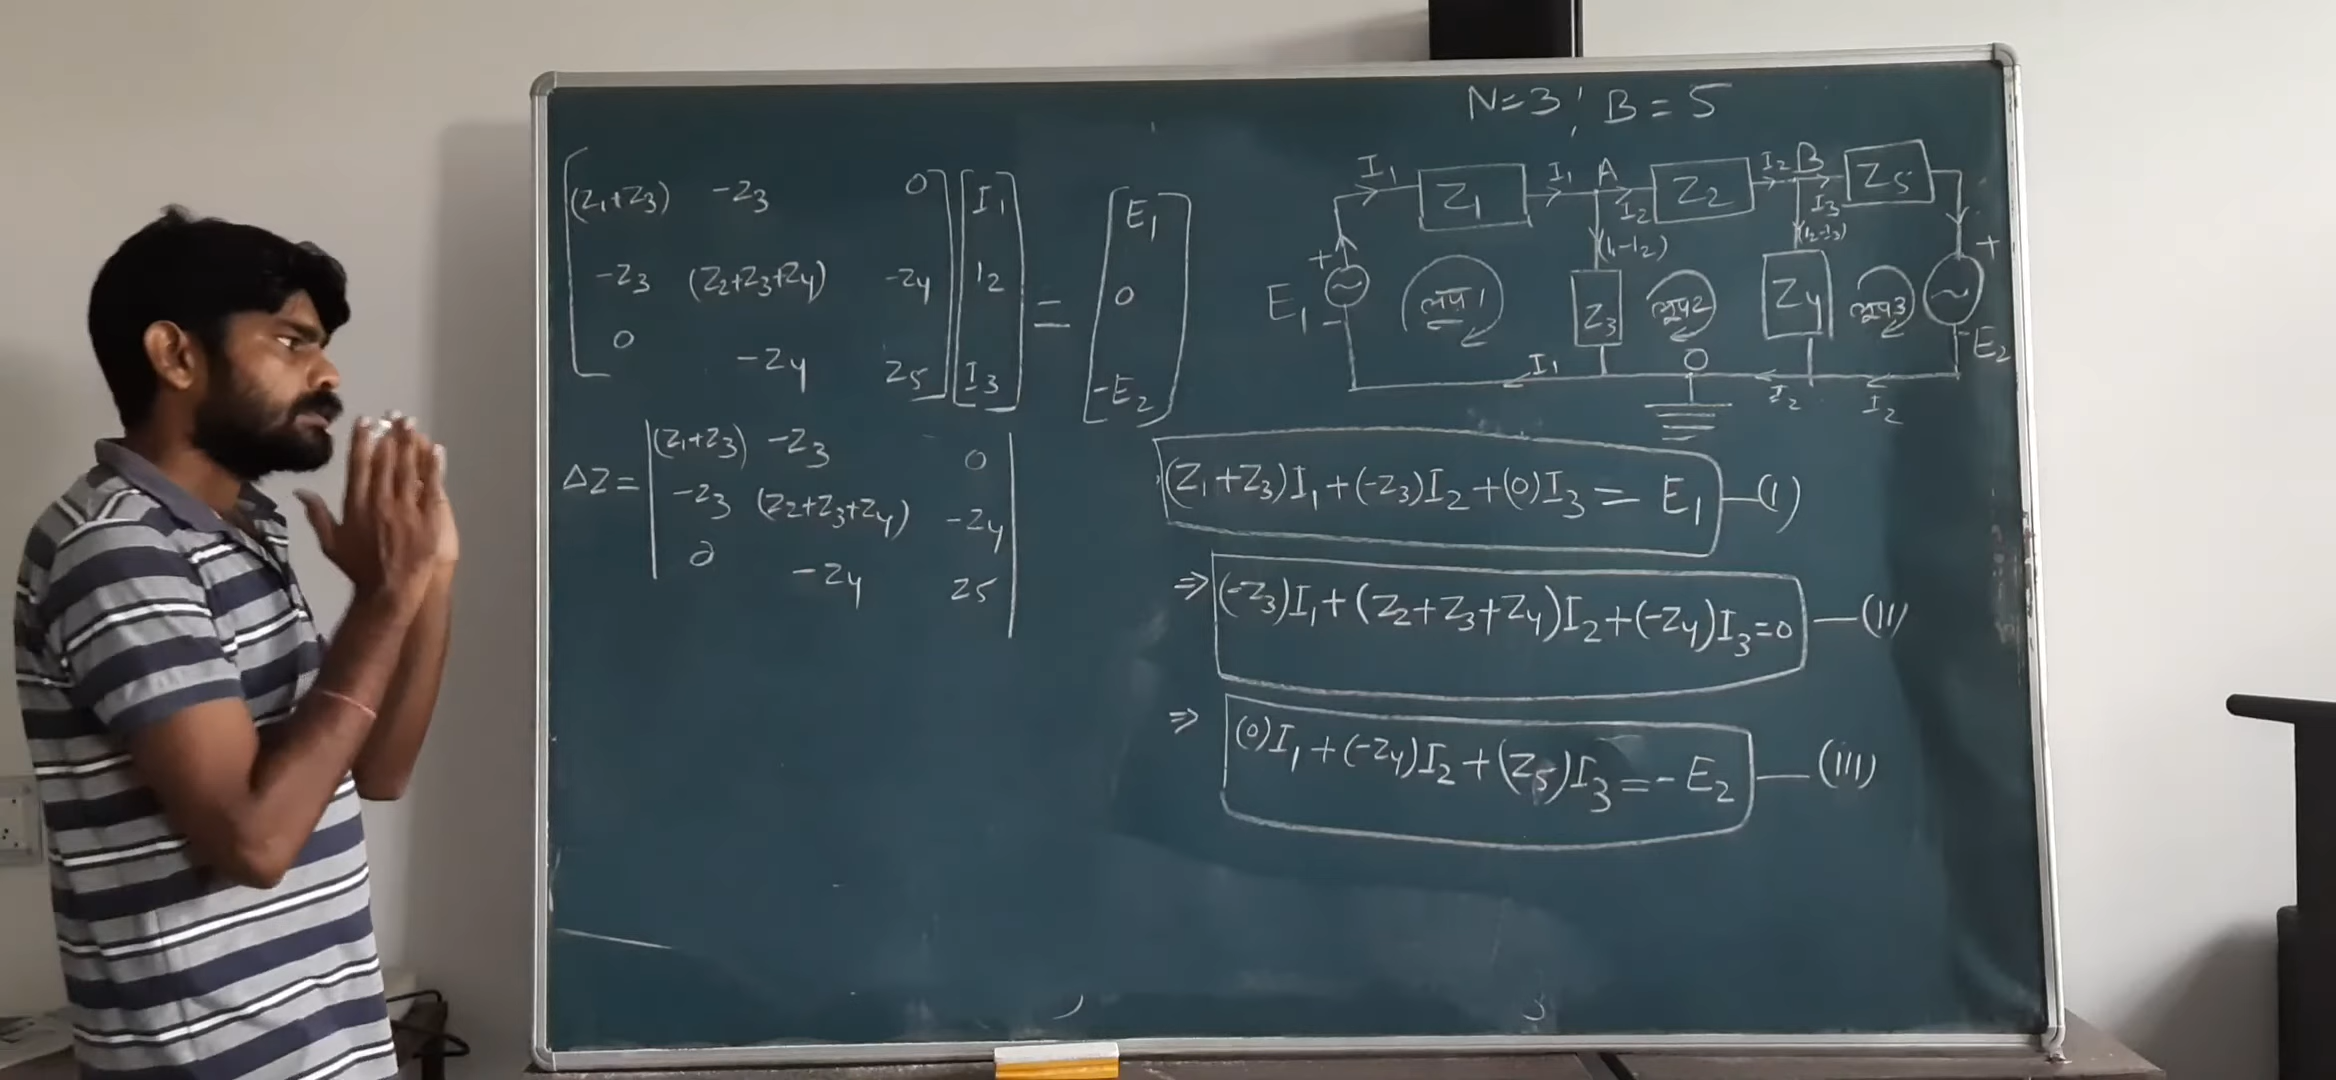 N=3; B=5
(Z₁+Z₃) -Z₃ 0 I₁ E₁
-Z₃ (Z₂+Z₃+Z₄) -Z₄ I₂ = 0
0 -Z₄ Z₅ I₃ -E₂
I₁ Z₁ I₁ A I₂ Z₂ I₂ B I₃ Z₅
(I₁-I₂) (I₂-I₃)
+ E₁ - लूप1 Z₃ लूप2 Z₄ लूप3 + - E₂
I₁ 0 I₂ I₂
ΔZ = (Z₁+Z₃) -Z₃ 0
-Z₃ (Z₂+Z₃+Z₄) -Z₄
0 -Z₄ Z₅
(Z₁+Z₃)I₁+(-Z₃)I₂+(0)I₃ = E₁ —(I)
⇒ (-Z₃)I₁+(Z₂+Z₃+Z₄)I₂+(-Z₄)I₃=0 —(II)
⇒ (0)I₁+(-Z₄)I₂+(Z₅)I₃=-E₂ —(III)